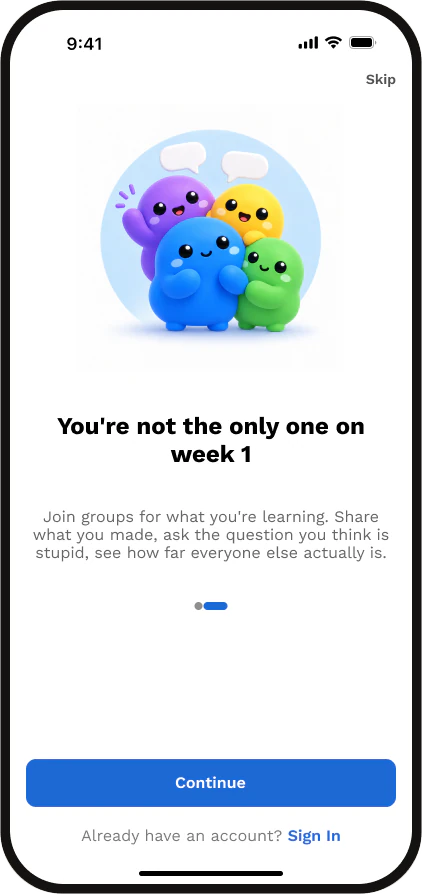 9:41
Skip
You're not the only one on
week 1
Join groups for what you're learning. Share
what you made, ask the question you think is
stupid, see how far everyone else actually is.
Continue
Already have an account? Sign In